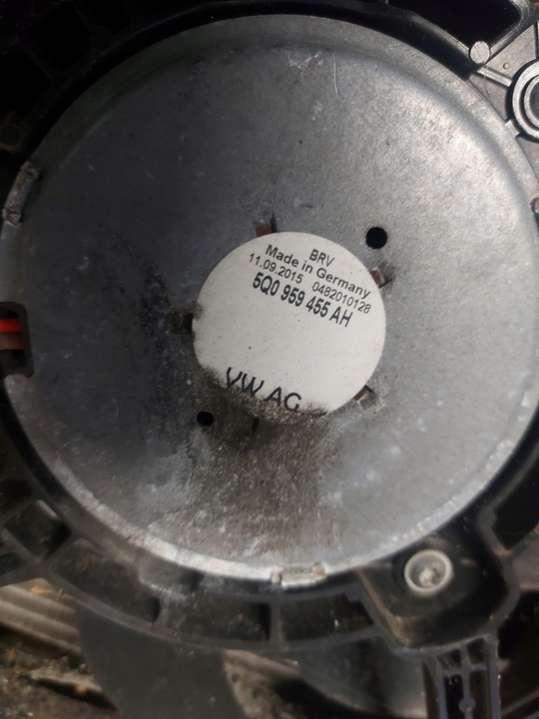 BRV
Made in Germany
11.09.2015 0482010128
5Q0 959 455 AH
VW AG